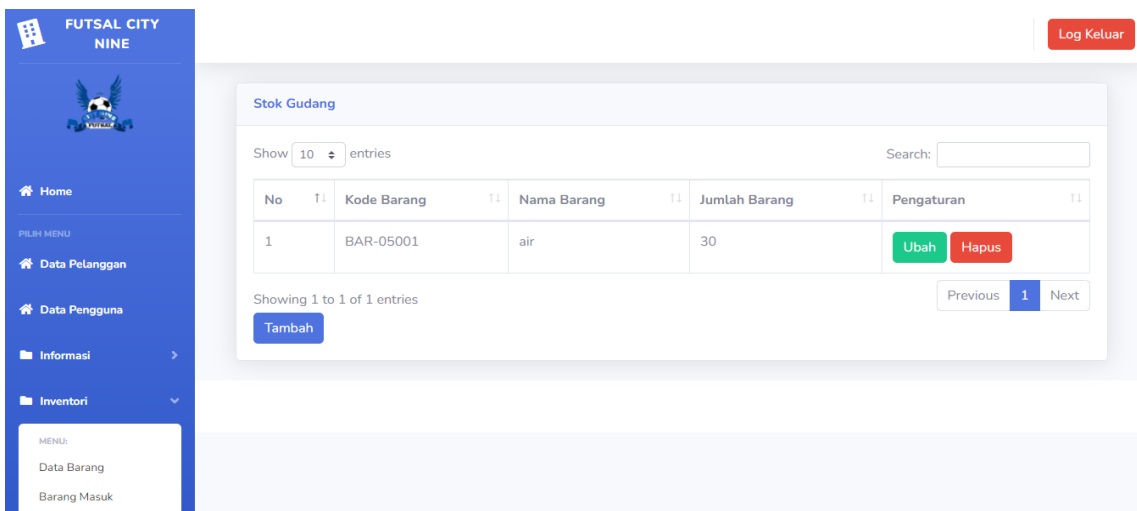 FUTSAL CITY
NINE
Log Keluar
FUTSAL
Home
PILIH MENU
Data Pelanggan
Data Pengguna
Informasi
Inventori
MENU:
Data Barang
Barang Masuk
Stok Gudang
Show 10 entries
Search:
No Kode Barang Nama Barang Jumlah Barang Pengaturan
1 BAR-05001 air 30 Ubah Hapus
Showing 1 to 1 of 1 entries
Previous 1 Next
Tambah